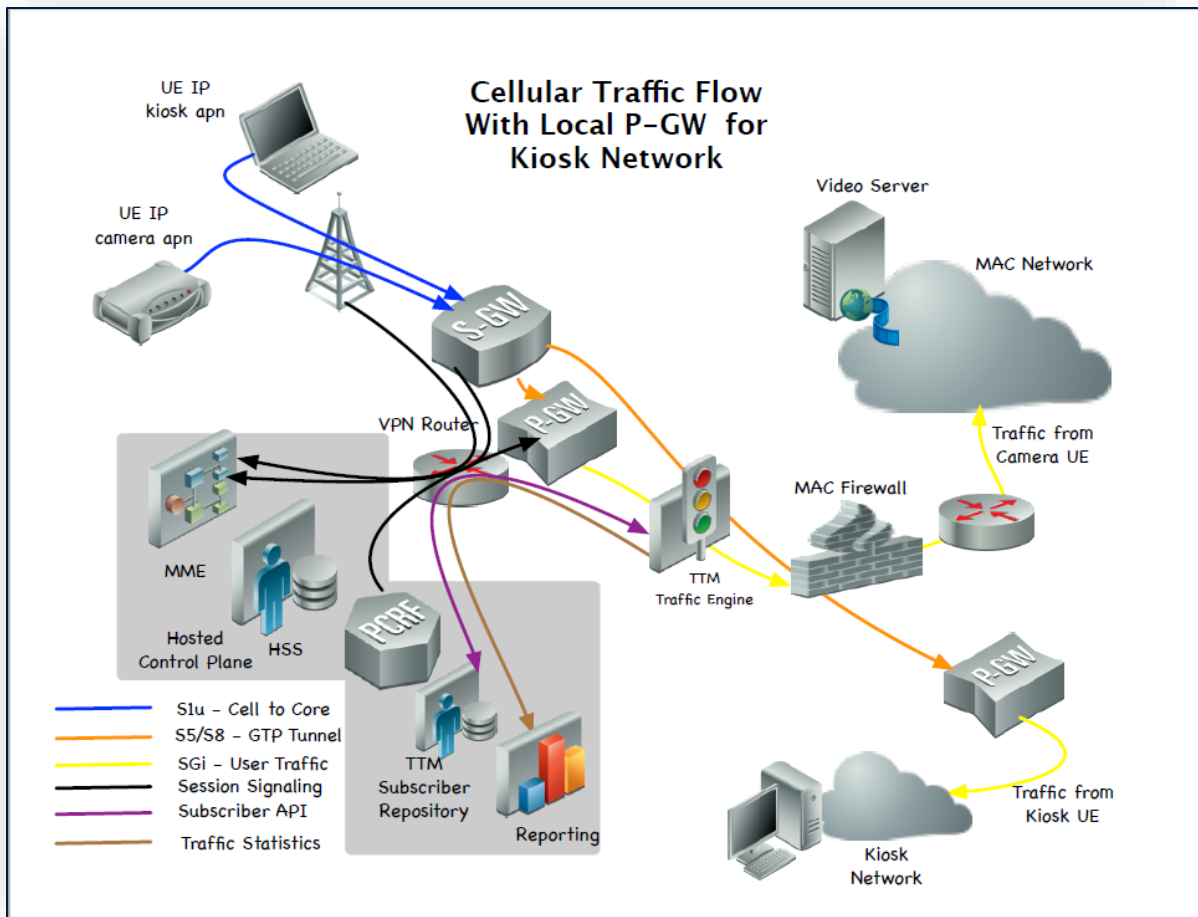 Cellular Traffic Flow
With Local P-GW for
Kiosk Network
UE IP
kiosk apn
UE IP
camera apn
Video Server
MAC Network
S-GW
P-GW
VPN Router
Traffic from
Camera UE
MAC Firewall
MME
TTM
Traffic Engine
HSS
Hosted
Control Plane
PCRF
P-GW
TTM
Subscriber
Repository
Reporting
Traffic from
Kiosk UE
Kiosk
Network
S1u - Cell to Core
S5/S8 - GTP Tunnel
SGi - User Traffic
Session Signaling
Subscriber API
Traffic Statistics